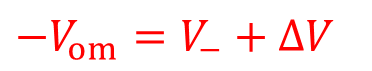 −V_om = V_− + ΔV